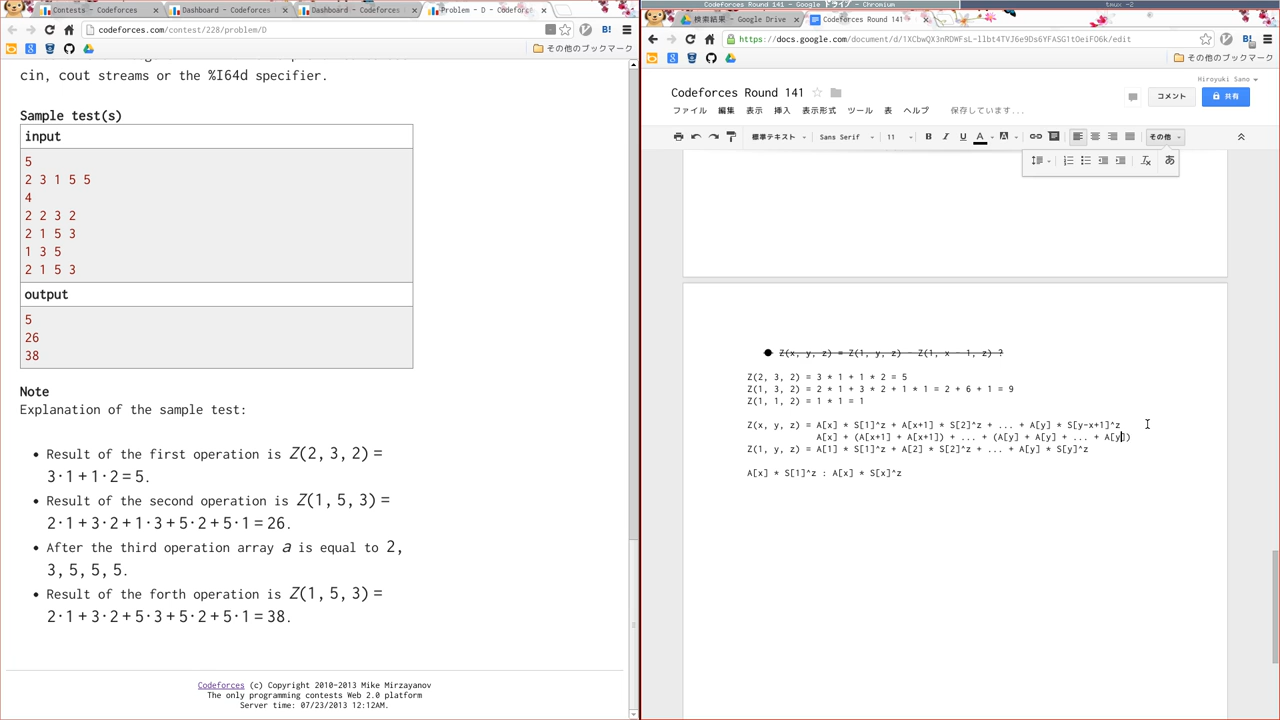 Contests - Codeforces
Dashboard - Codeforces
Dashboard - Codeforces
Problem - D - Codeforc
codeforces.com/contest/228/problem/D
その他のブックマーク
cin, cout streams or the %I64d specifier.
Sample test(s)
input
5
2 3 1 5 5
4
2 2 3 2
2 1 5 3
1 3 5
2 1 5 3
output
5
26
38
Note
Explanation of the sample test:
Result of the first operation is Z(2, 3, 2) =
3·1 + 1·2 = 5.
Result of the second operation is Z(1, 5, 3) =
2·1 + 3·2 + 1·3 + 5·2 + 5·1 = 26.
After the third operation array a is equal to 2,
3, 5, 5, 5.
Result of the forth operation is Z(1, 5, 3) =
2·1 + 3·2 + 5·3 + 5·2 + 5·1 = 38.
Codeforces (c) Copyright 2010-2013 Mike Mirzayanov
The only programming contests Web 2.0 platform
Server time: 07/23/2013 12:12AM.
Codeforces Round 141 - Google ドライブ - Chromium
tmux -2
検索結果 - Google Drive
Codeforces Round 141
その他のブックマーク
Hiroyuki Sano
Codeforces Round 141
コメント
共有
ファイル 編集 表示 挿入 表示形式 ツール 表 ヘルプ 保存しています...
標準テキスト Sans Serif 11 B I U A A その他
Z(x, y, z) = Z(1, y, z) - Z(1, x - 1, z) ?
Z(2, 3, 2) = 3 * 1 + 1 * 2 = 5
Z(1, 3, 2) = 2 * 1 + 3 * 2 + 1 * 1 = 2 + 6 + 1 = 9
Z(1, 1, 2) = 1 * 1 = 1
Z(x, y, z) = A[x] * S[1]^z + A[x+1] * S[2]^z + ... + A[y] * S[y-x+1]^z
A[x] + (A[x+1] + A[x+1]) + ... + (A[y] + A[y] + ... + A[y])
Z(1, y, z) = A[1] * S[1]^z + A[2] * S[2]^z + ... + A[y] * S[y]^z
A[x] * S[1]^z : A[x] * S[x]^z